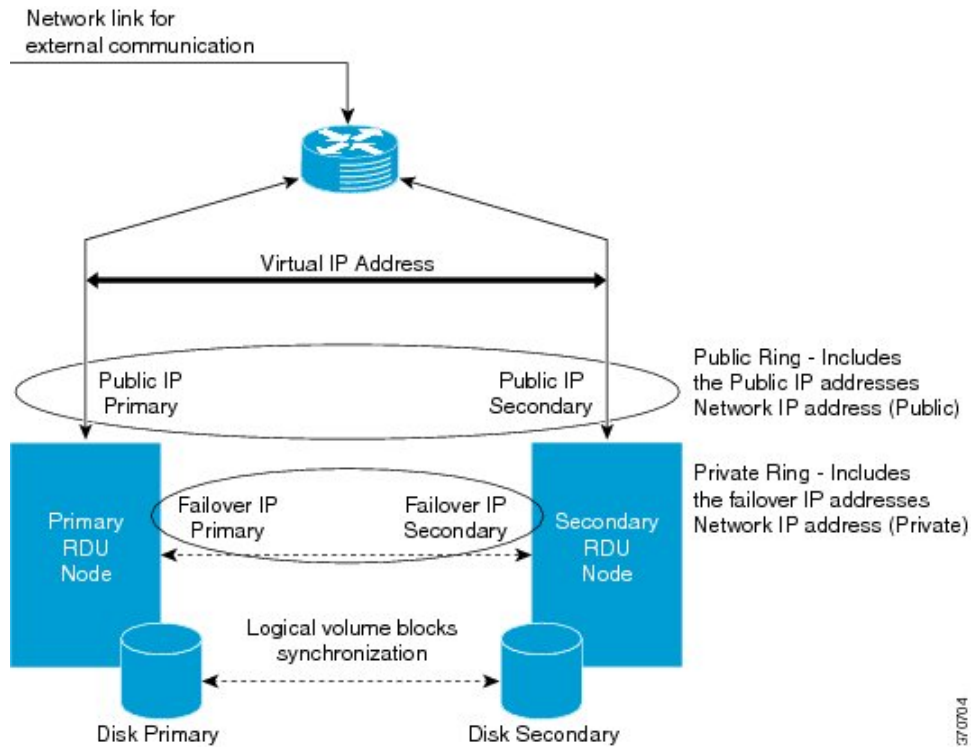 Network link for
external communication
Virtual IP Address
Public IP
Primary
Public IP
Secondary
Public Ring - Includes
the Public IP addresses
Network IP address (Public)
Primary
RDU
Node
Failover IP
Primary
Failover IP
Secondary
Secondary
RDU
Node
Private Ring - Includes
the failover IP addresses
Network IP address (Private)
Logical volume blocks
synchronization
Disk Primary
Disk Secondary
370704